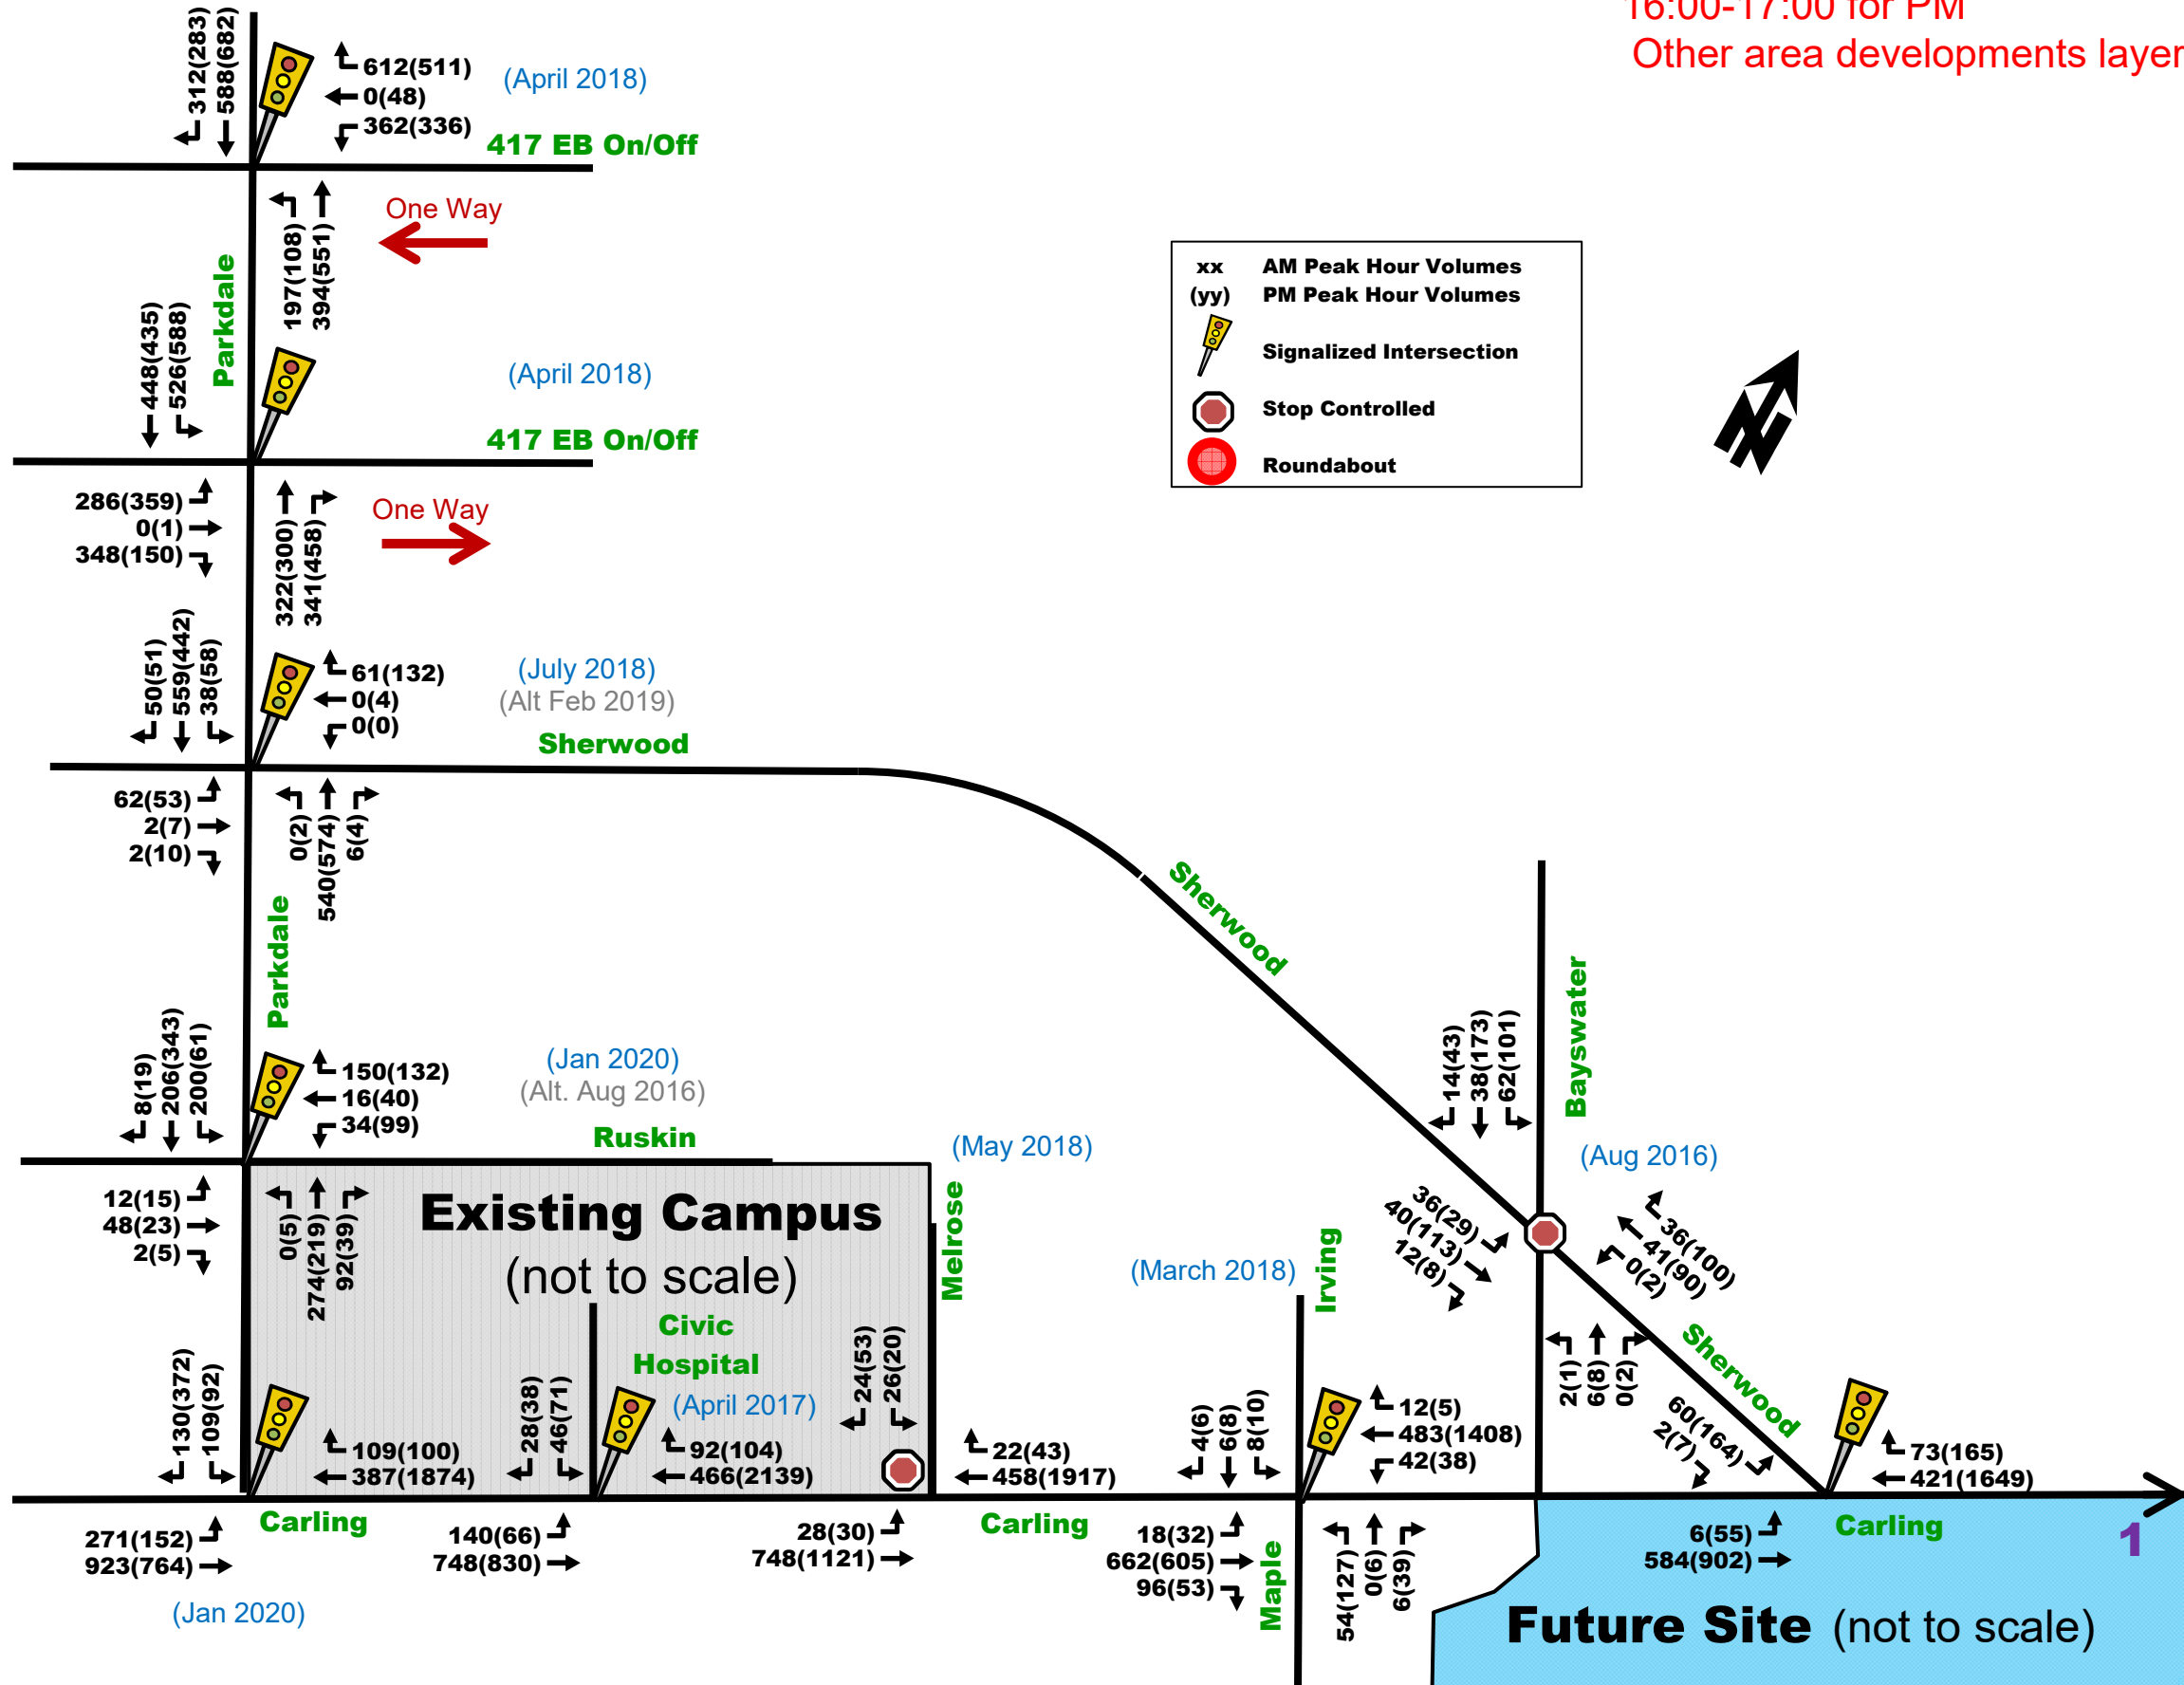 16:00-17:00 for PM
Other area developments layer
312(283)
588(682)
612(511)
0(48)
362(336)
(April 2018)
417 EB On/Off
197(108)
394(551)
One Way
Parkdale
448(435)
526(588)
(April 2018)
417 EB On/Off
xx AM Peak Hour Volumes
(yy) PM Peak Hour Volumes
Signalized Intersection
Stop Controlled
Roundabout
N
286(359)
0(1)
348(150)
322(300)
341(458)
One Way
50(51)
559(442)
38(58)
61(132)
0(4)
0(0)
(July 2018)
(Alt Feb 2019)
Sherwood
62(53)
2(7)
2(10)
0(2)
540(574)
6(4)
Parkdale
Sherwood
Bayswater
8(19)
206(343)
200(61)
150(132)
16(40)
34(99)
(Jan 2020)
(Alt. Aug 2016)
Ruskin
(May 2018)
14(43)
38(173)
62(101)
(Aug 2016)
12(15)
48(23)
2(5)
0(5)
274(219)
92(39)
Existing Campus
(not to scale)
Melrose
(March 2018)
Irving
36(29)
40(113)
12(8)
36(100)
41(90)
0(2)
Civic
Hospital
(April 2017)
130(372)
109(92)
109(100)
387(1874)
28(38)
46(71)
92(104)
466(2139)
24(53)
26(20)
22(43)
458(1917)
4(6)
6(8)
8(10)
12(5)
483(1408)
42(38)
2(1)
6(8)
0(2)
Sherwood
60(164)
2(7)
73(165)
421(1649)
Carling
271(152)
923(764)
(Jan 2020)
140(66)
748(830)
28(30)
748(1121)
Carling
18(32)
662(605)
96(53)
Maple
54(127)
0(6)
6(39)
6(55)
584(902)
Carling
1
Future Site (not to scale)